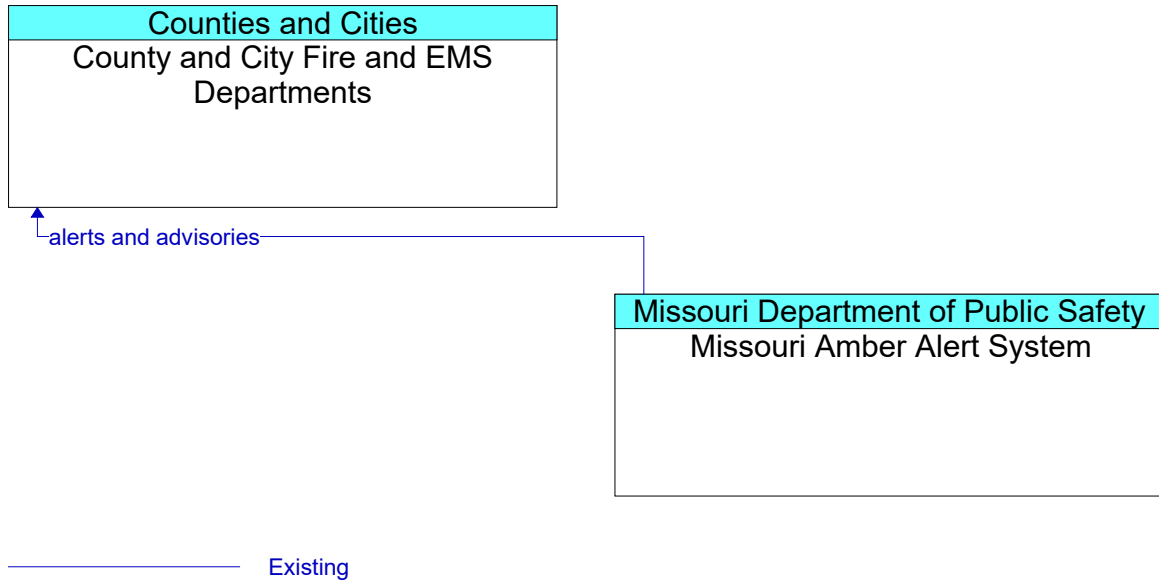 Counties and Cities
County and City Fire and EMS
Departments
alerts and advisories
Missouri Department of Public Safety
Missouri Amber Alert System
Existing